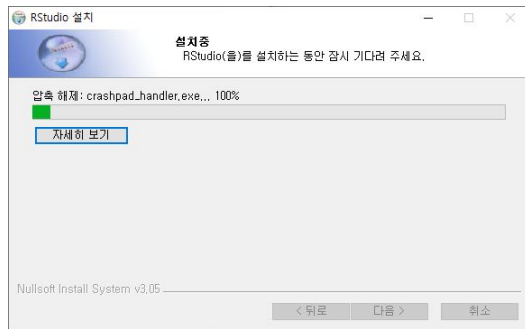 RStudio 설치
설치중
RStudio(을)를 설치하는 동안 잠시 기다려 주세요.
압축 해제: crashpad_handler.exe... 100%
자세히 보기
Nullsoft Install System v3.05
< 뒤로
다음 >
취소